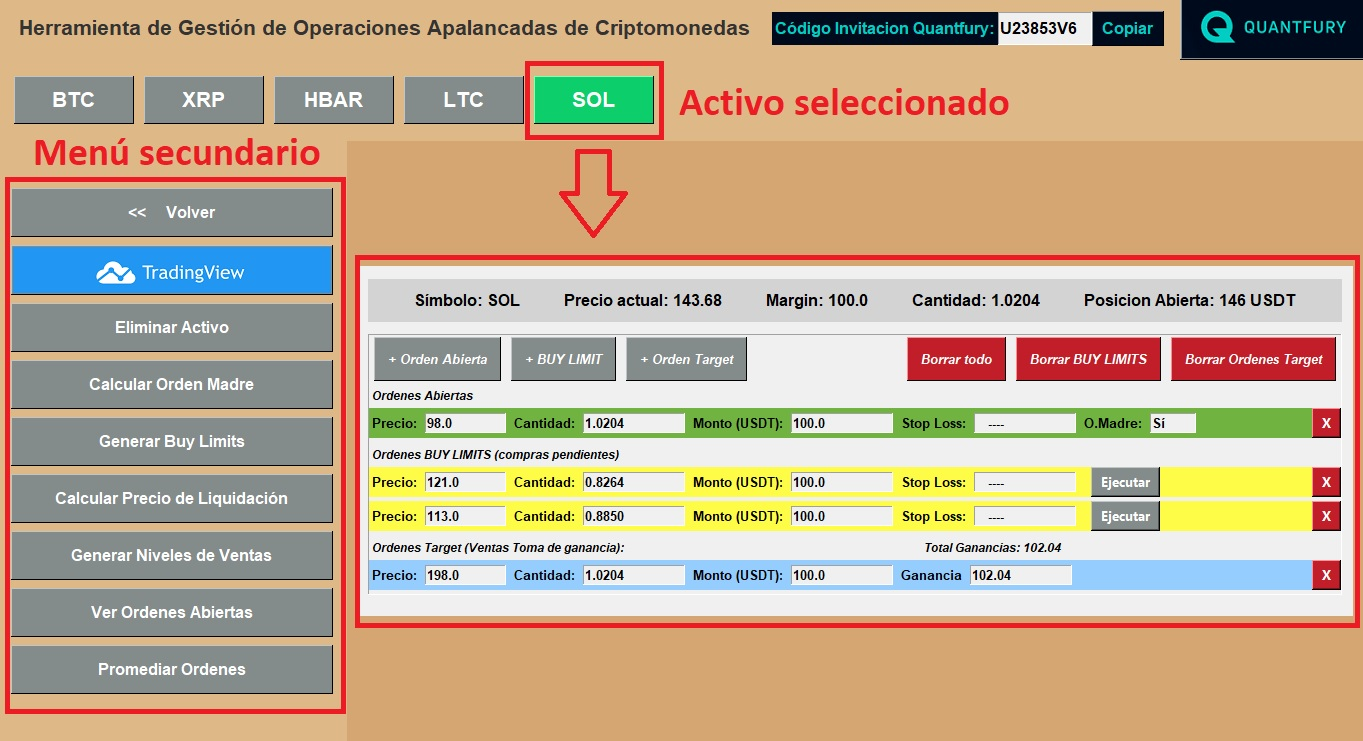 Herramienta de Gestión de Operaciones Apalancadas de Criptomonedas
Código Invitacion Quantfury: U23853V6 Copiar
QUANTFURY
BTC XRP HBAR LTC SOL Activo seleccionado
Menú secundario
<< Volver
TradingView
Eliminar Activo
Calcular Orden Madre
Generar Buy Limits
Calcular Precio de Liquidación
Generar Niveles de Ventas
Ver Ordenes Abiertas
Promediar Ordenes
Símbolo: SOL Precio actual: 143.68 Margin: 100.0 Cantidad: 1.0204 Posicion Abierta: 146 USDT
+ Orden Abierta + BUY LIMIT + Orden Target Borrar todo Borrar BUY LIMITS Borrar Ordenes Target
Ordenes Abiertas
Precio: 98.0 Cantidad: 1.0204 Monto (USDT): 100.0 Stop Loss: ---- O.Madre: Sí X
Ordenes BUY LIMITS (compras pendientes)
Precio: 121.0 Cantidad: 0.8264 Monto (USDT): 100.0 Stop Loss: ---- Ejecutar X
Precio: 113.0 Cantidad: 0.8850 Monto (USDT): 100.0 Stop Loss: ---- Ejecutar X
Ordenes Target (Ventas Toma de ganancia): Total Ganancias: 102.04
Precio: 198.0 Cantidad: 1.0204 Monto (USDT): 100.0 Ganancia 102.04 X